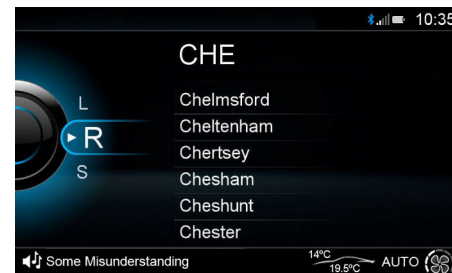 10:35
CHE
L
R
S
Chelmsford
Cheltenham
Chertsey
Chesham
Cheshunt
Chester
Some Misunderstanding
14°C
19.5°C
AUTO